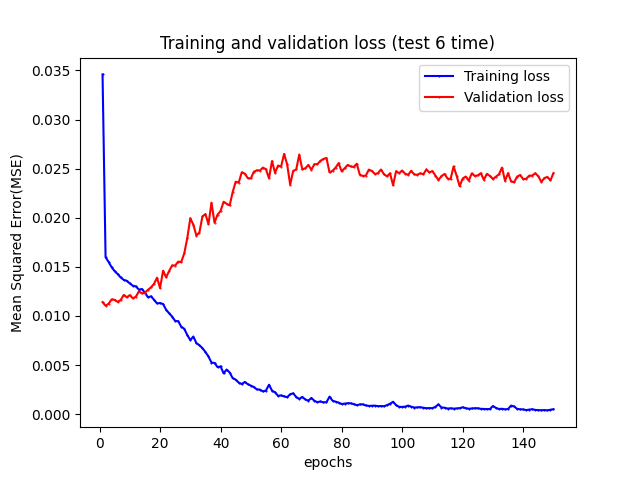 Training and validation loss (test 6 time)
Training loss
Validation loss
Mean Squared Error(MSE)
0.035
0.030
0.025
0.020
0.015
0.010
0.005
0.000
0 20 40 60 80 100 120 140
epochs